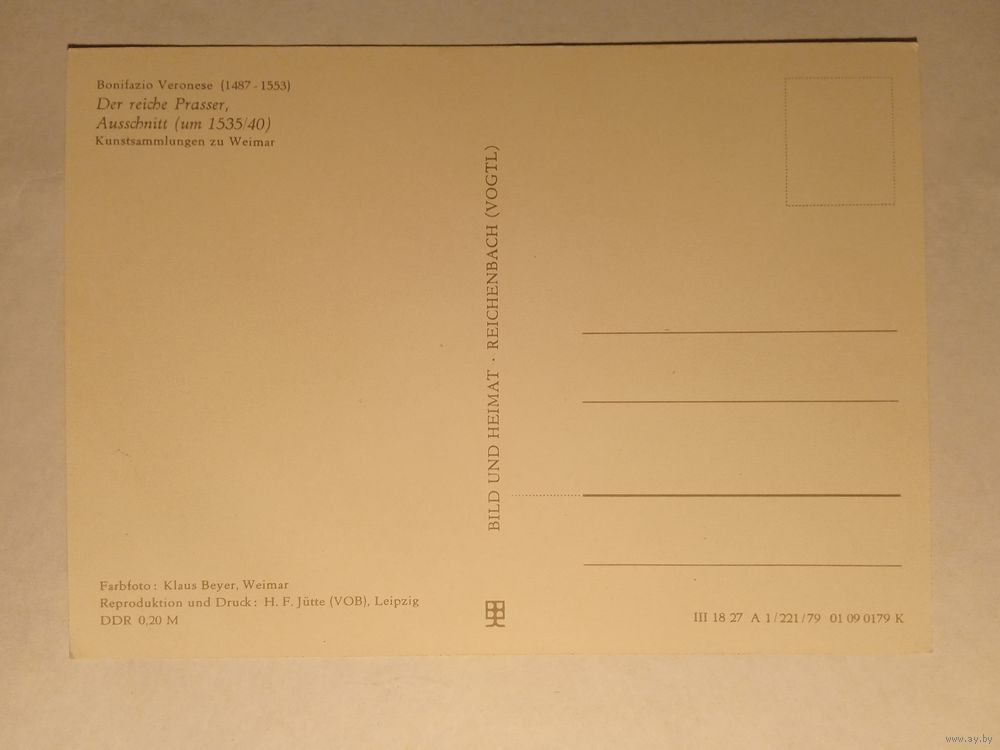 Bonifazio Veronese (1487-1553)
Der reiche Prasser,
Ausschnitt (um 1535/40)
Kunstsammlungen zu Weimar
BILD UND HEIMAT · REICHENBACH (VOGTL)
Farbfoto: Klaus Beyer, Weimar
Reproduktion und Druck: H. F. Jütte (VOB), Leipzig
DDR 0,20 M
III 18 27 A 1/221/79 01 09 0179 K
www.ay.by